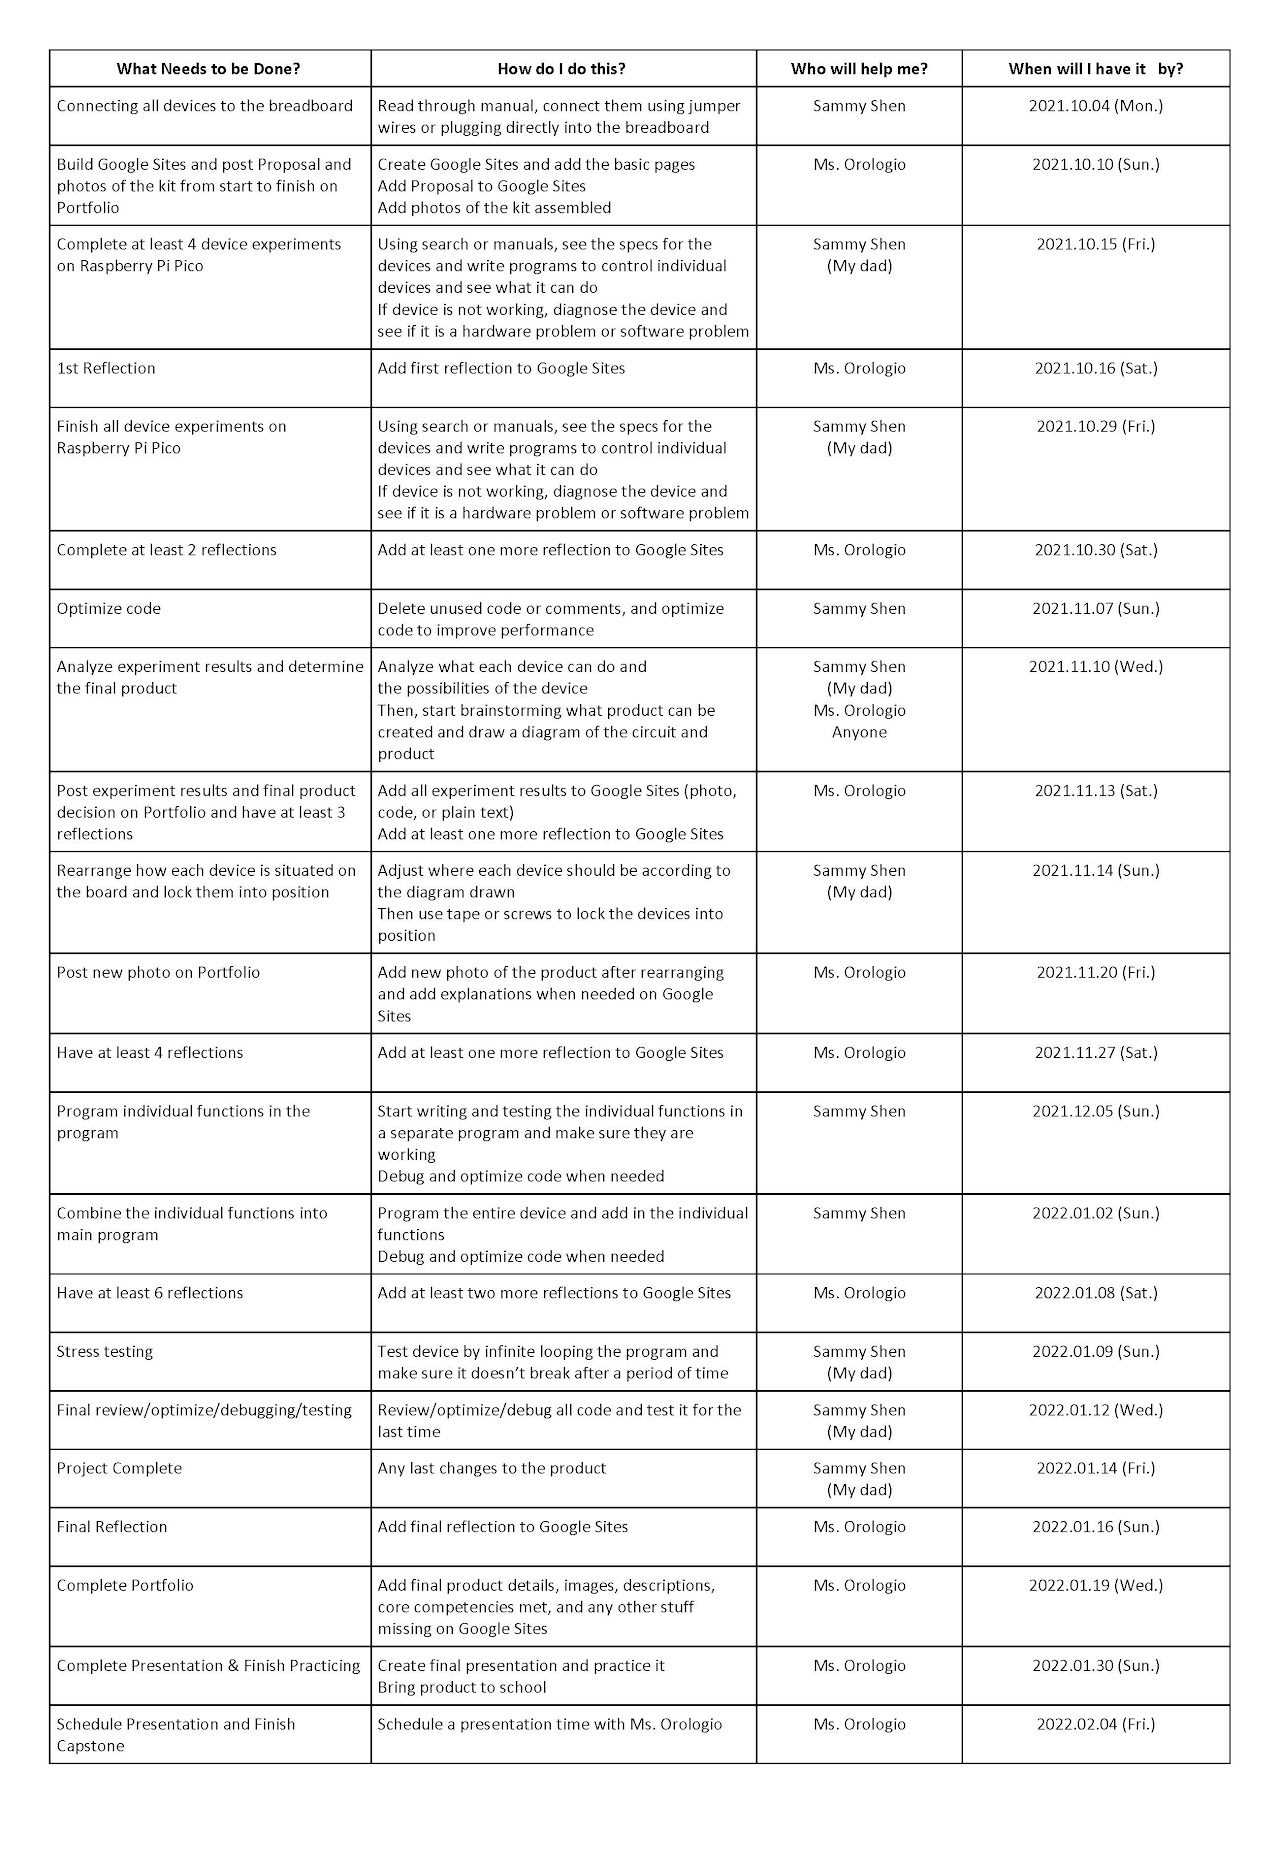 What Needs to be Done?
How do I do this?
Who will help me?
When will I have it   by?
Connecting all devices to the breadboard
Read through manual, connect them using jumper
wires or plugging directly into the breadboard
Sammy Shen
2021.10.04 (Mon.)
Build Google Sites and post Proposal and
photos of the kit from start to finish on
Portfolio
Create Google Sites and add the basic pages
Add Proposal to Google Sites
Add photos of the kit assembled
Ms. Orologio
2021.10.10 (Sun.)
Complete at least 4 device experiments
on Raspberry Pi Pico
Using search or manuals, see the specs for the
devices and write programs to control individual
devices and see what it can do
If device is not working, diagnose the device and
see if it is a hardware problem or software problem
Sammy Shen
(My dad)
2021.10.15 (Fri.)
1st Reflection
Add first reflection to Google Sites
Ms. Orologio
2021.10.16 (Sat.)
Finish all device experiments on
Raspberry Pi Pico
Using search or manuals, see the specs for the
devices and write programs to control individual
devices and see what it can do
If device is not working, diagnose the device and
see if it is a hardware problem or software problem
Sammy Shen
(My dad)
2021.10.29 (Fri.)
Complete at least 2 reflections
Add at least one more reflection to Google Sites
Ms. Orologio
2021.10.30 (Sat.)
Optimize code
Delete unused code or comments, and optimize
code to improve performance
Sammy Shen
2021.11.07 (Sun.)
Analyze experiment results and determine
the final product
Analyze what each device can do and
the possibilities of the device
Then, start brainstorming what product can be
created and draw a diagram of the circuit and
product
Sammy Shen
(My dad)
Ms. Orologio
Anyone
2021.11.10 (Wed.)
Post experiment results and final product
decision on Portfolio and have at least 3
reflections
Add all experiment results to Google Sites (photo,
code, or plain text)
Add at least one more reflection to Google Sites
Ms. Orologio
2021.11.13 (Sat.)
Rearrange how each device is situated on
the board and lock them into position
Adjust where each device should be according to
the diagram drawn
Then use tape or screws to lock the devices into
position
Sammy Shen
(My dad)
2021.11.14 (Sun.)
Post new photo on Portfolio
Add new photo of the product after rearranging
and add explanations when needed on Google
Sites
Ms. Orologio
2021.11.20 (Fri.)
Have at least 4 reflections
Add at least one more reflection to Google Sites
Ms. Orologio
2021.11.27 (Sat.)
Program individual functions in the
program
Start writing and testing the individual functions in
a separate program and make sure they are
working
Debug and optimize code when needed
Sammy Shen
2021.12.05 (Sun.)
Combine the individual functions into
main program
Program the entire device and add in the individual
functions
Debug and optimize code when needed
Sammy Shen
2022.01.02 (Sun.)
Have at least 6 reflections
Add at least two more reflections to Google Sites
Ms. Orologio
2022.01.08 (Sat.)
Stress testing
Test device by infinite looping the program and
make sure it doesn’t break after a period of time
Sammy Shen
(My dad)
2022.01.09 (Sun.)
Final review/optimize/debugging/testing
Review/optimize/debug all code and test it for the
last time
Sammy Shen
(My dad)
2022.01.12 (Wed.)
Project Complete
Any last changes to the product
Sammy Shen
(My dad)
2022.01.14 (Fri.)
Final Reflection
Add final reflection to Google Sites
Ms. Orologio
2022.01.16 (Sun.)
Complete Portfolio
Add final product details, images, descriptions,
core competencies met, and any other stuff
missing on Google Sites
Ms. Orologio
2022.01.19 (Wed.)
Complete Presentation & Finish Practicing
Create final presentation and practice it
Bring product to school
Ms. Orologio
2022.01.30 (Sun.)
Schedule Presentation and Finish
Capstone
Schedule a presentation time with Ms. Orologio
Ms. Orologio
2022.02.04 (Fri.)